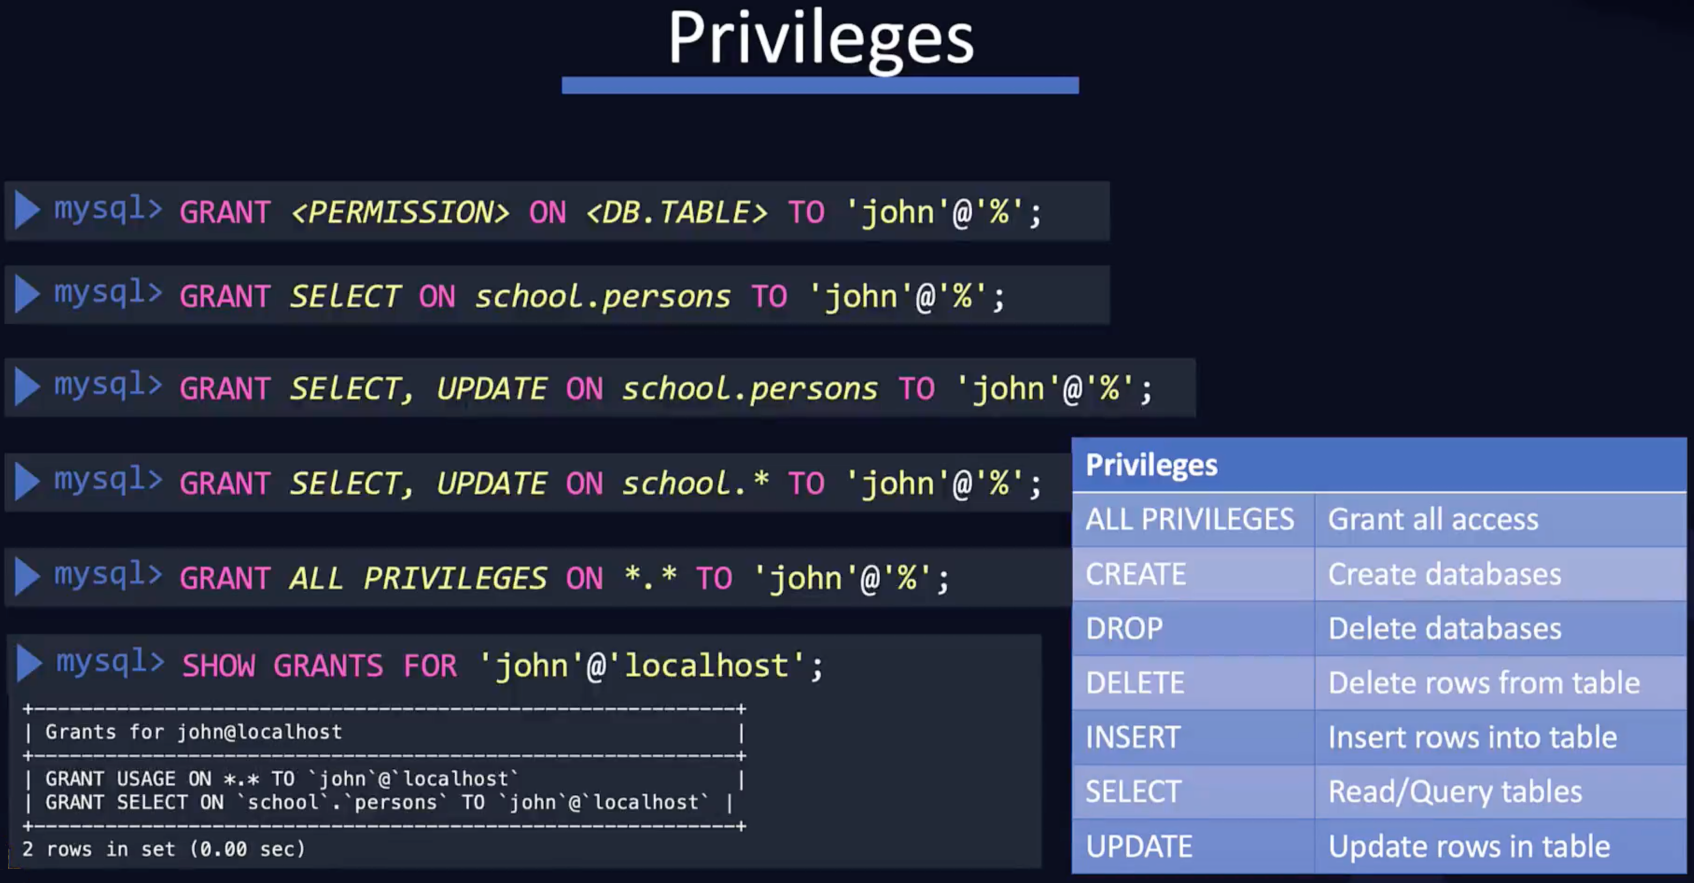 Privileges
mysql> GRANT <PERMISSION> ON <DB.TABLE> TO 'john'@'%';
mysql> GRANT SElECT ON school.persons TO 'john'@'%';
mysql> GRANT SElECT, UPDATE ON school.persons TO 'john'@'%';
mysql> GRANT SElECT, UPDATE ON school.* TO 'john'@'%';
mysql> GRANT ALL PRIVILEGES ON *.* TO 'john'@'%';
mysql> SHOW GRANTS FOR 'john'@'localhost';
+------------------------------------------------------------+
| Grants for john@localhost |
+------------------------------------------------------------+
| GRANT USAGE ON *.* TO `john`@`localhost` |
| GRANT SELECT ON `school`.`persons` TO `john`@`localhost` |
+------------------------------------------------------------+
2 rows in set (0.00 sec)
Privileges
ALL PRIVILEGES Grant all access
CREATE Create databases
DROP Delete databases
DELETE Delete rows from table
INSERT Insert rows into table
SELECT Read/Query tables
UPDATE Update rows in table